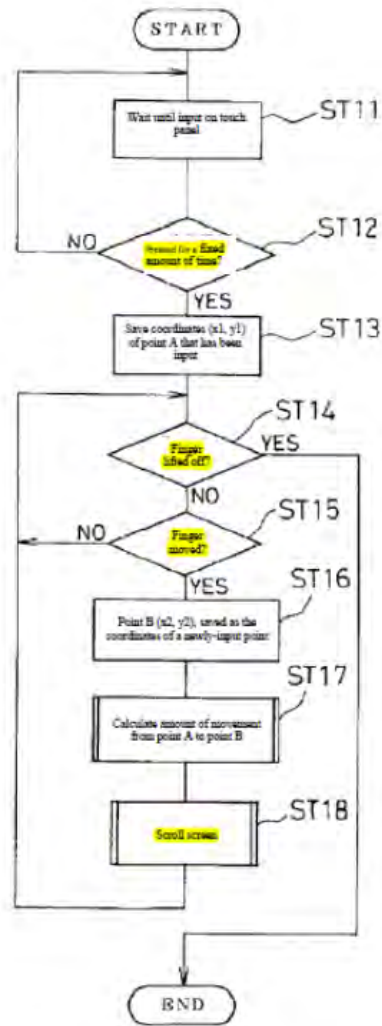 START
Wait until input on touch
panel
ST11
Pressed for a fixed
amount of time?
ST12
NO
YES
Save coordinates (x1, y1)
of point A that has been
input
ST13
Finger
lifted off?
ST14
YES
NO
Finger
moved?
ST15
NO
YES
Point B (x2, y2), saved as the
coordinates of a newly-input point
ST16
Calculate amount of movement
from point A to point B
ST17
Scroll screen
ST18
END